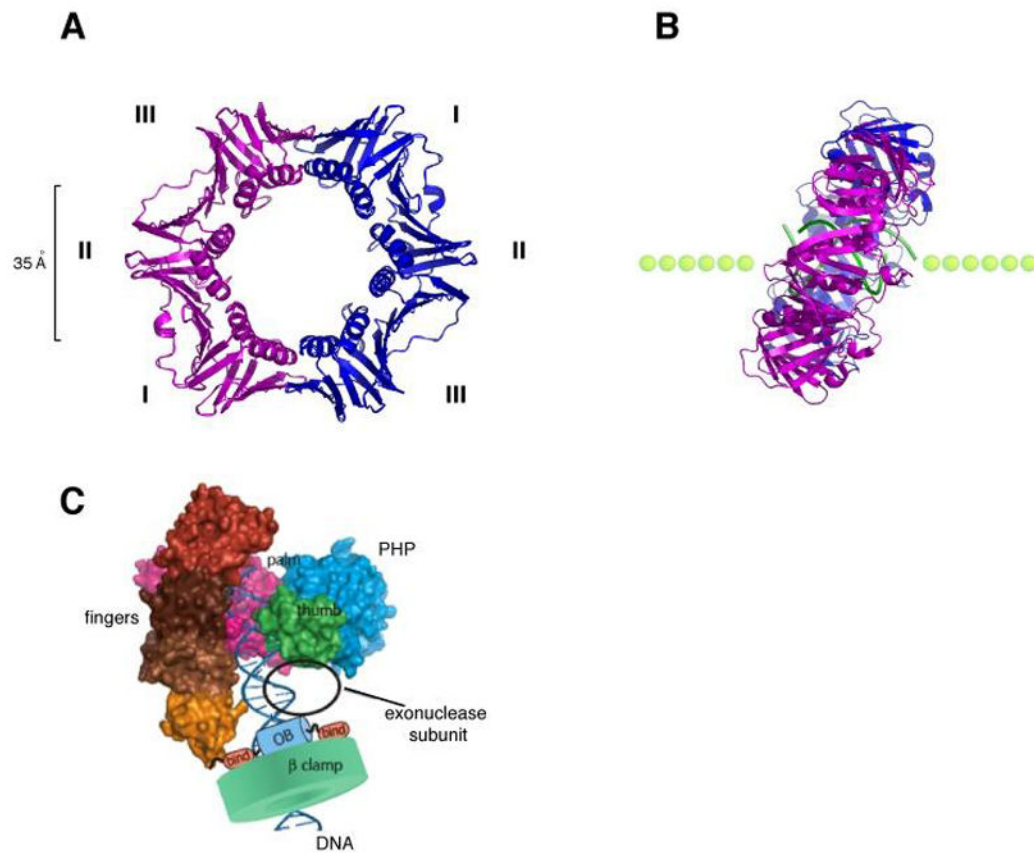 A
B
III
I
35 Å
II
II
I
III
C
PHP
palm
fingers
thumb
exonuclease
subunit
OB
bind
bind
β clamp
DNA